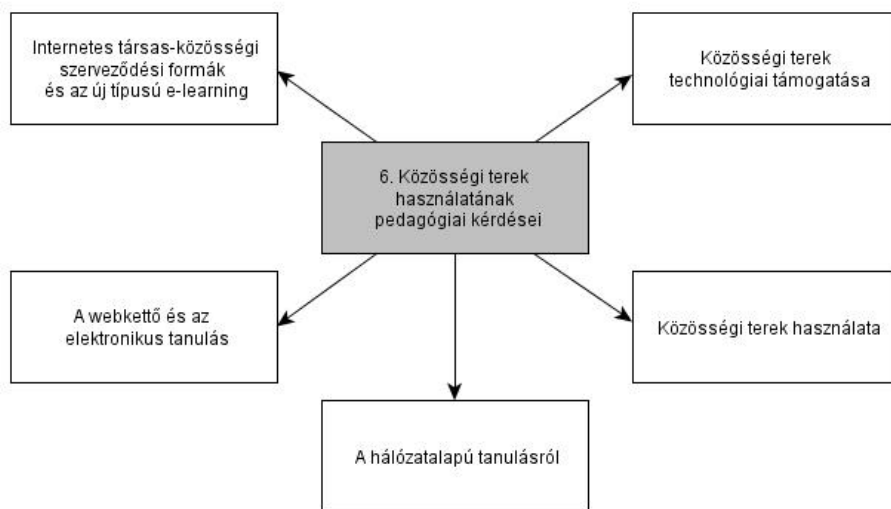 Internetes társas-közösségi
szerveződési formák
és az új típusú e-learning
Közösségi terek
technológiai támogatása
6. Közösségi terek
használatának
pedagógiai kérdései
A webkettő és az
elektronikus tanulás
Közösségi terek használata
A hálózatalapú tanulásról